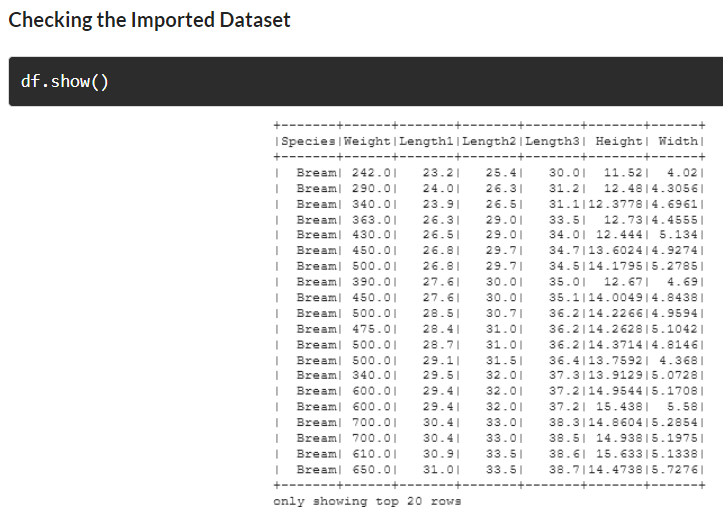 Checking the Imported Dataset
df.show()
+-------+------+-------+-------+-------+-------+------+
|Species|Weight|Length1|Length2|Length3| Height| Width|
+-------+------+-------+-------+-------+-------+------+
|  Bream| 242.0|   23.2|   25.4|   30.0|  11.52|  4.02|
|  Bream| 290.0|   24.0|   26.3|   31.2|  12.48|4.3056|
|  Bream| 340.0|   23.9|   26.5|   31.1|12.3778|4.6961|
|  Bream| 363.0|   26.3|   29.0|   33.5|  12.73|4.4555|
|  Bream| 430.0|   26.5|   29.0|   34.0| 12.444| 5.134|
|  Bream| 450.0|   26.8|   29.7|   34.7|13.6024|4.9274|
|  Bream| 500.0|   26.8|   29.7|   34.5|14.1795|5.2785|
|  Bream| 390.0|   27.6|   30.0|   35.0|  12.67|  4.69|
|  Bream| 450.0|   27.6|   30.0|   35.1|14.0049|4.8438|
|  Bream| 500.0|   28.5|   30.7|   36.2|14.2266|4.9594|
|  Bream| 475.0|   28.4|   31.0|   36.2|14.2628|5.1042|
|  Bream| 500.0|   28.7|   31.0|   36.2|14.3714|4.8146|
|  Bream| 500.0|   29.1|   31.5|   36.4|13.7592| 4.368|
|  Bream| 340.0|   29.5|   32.0|   37.3|13.9129|5.0728|
|  Bream| 600.0|   29.4|   32.0|   37.2|14.9544|5.1708|
|  Bream| 600.0|   29.4|   32.0|   37.2| 15.438|  5.58|
|  Bream| 700.0|   30.4|   33.0|   38.3|14.8604|5.2854|
|  Bream| 700.0|   30.4|   33.0|   38.5| 14.938|5.1975|
|  Bream| 610.0|   30.9|   33.5|   38.6| 15.633|5.1338|
|  Bream| 650.0|   31.0|   33.5|   38.7|14.4738|5.7276|
+-------+------+-------+-------+-------+-------+------+
only showing top 20 rows